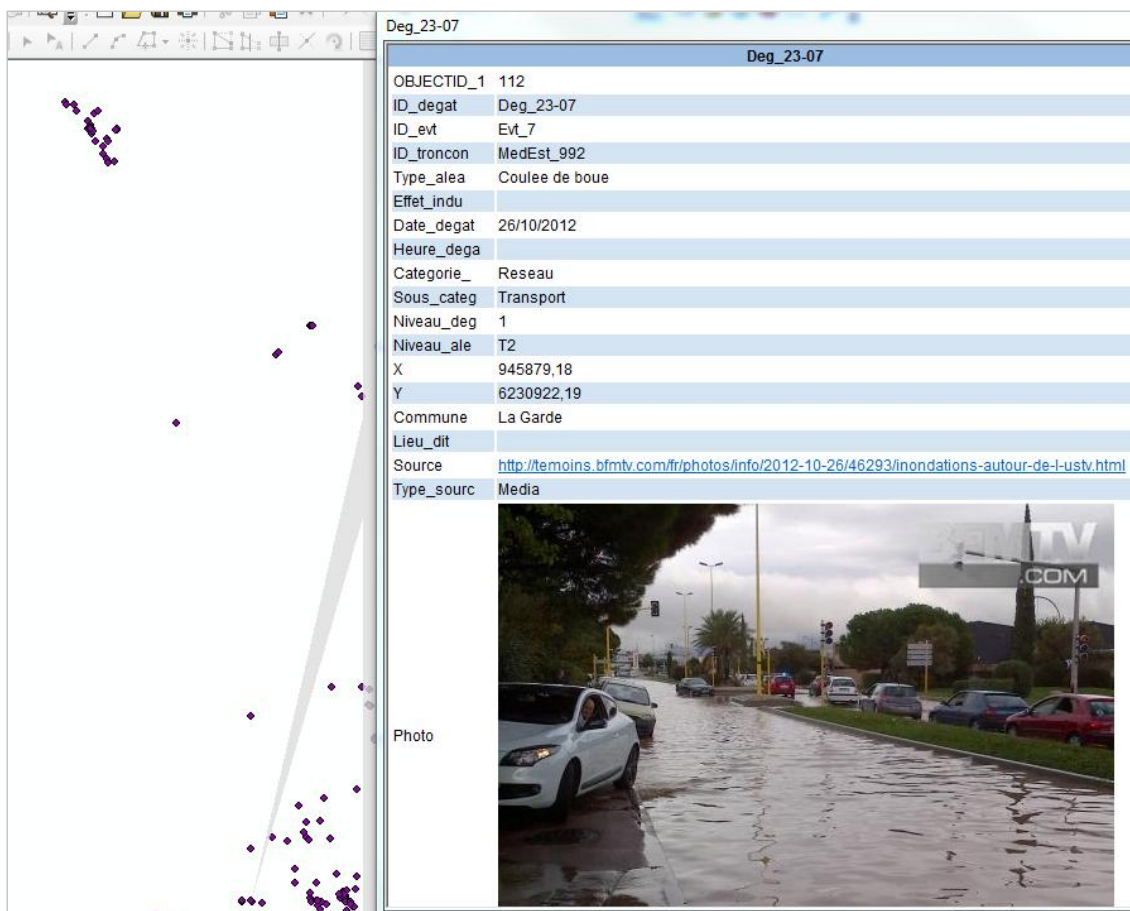 Deg_23-07
Deg_23-07
OBJECTID_1 112
ID_degat Deg_23-07
ID_evt Evt_7
ID_troncon MedEst_992
Type_alea Coulee de boue
Effet_indu
Date_degat 26/10/2012
Heure_dega
Categorie_ Reseau
Sous_categ Transport
Niveau_deg 1
Niveau_ale T2
X 945879,18
Y 6230922,19
Commune La Garde
Lieu_dit
Source http://temoins.bfmtv.com/fr/photos/info/2012-10-26/46293/inondations-autour-de-l-ustv.html
Type_sourc Media
Photo
BFMTV
.COM